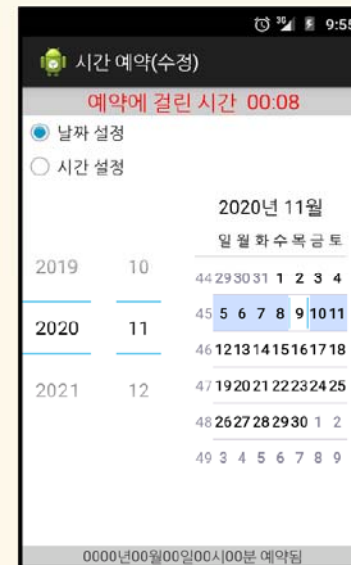 9:55
시간 예약(수정)
예약에 걸린 시간 00:08
날짜 설정
시간 설정
2020년 11월
일 월 화 수 목 금 토
2019 10
44 29 30 31 1 2 3 4
45 5 6 7 8 9 10 11
2020 11
46 12 13 14 15 16 17 18
2021 12
47 19 20 21 22 23 24 25
48 26 27 28 29 30 1 2
49 3 4 5 6 7 8 9
0000년00월00일00시00분 예약됨